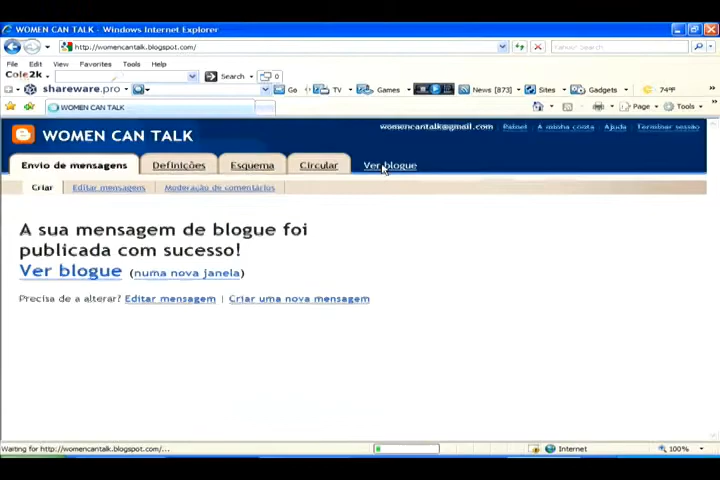 WOMEN CAN TALK - Windows Internet Explorer
http://womencantalk.blogspot.com/
File Edit View Favorites Tools Help
Cole2k Search 0
shareware.pro Go TV Games News [873] Sites Gadgets 74°F
WOMEN CAN TALK Page Tools
WOMEN CAN TALK womencantalk@gmail.com Painel A minha conta Ajuda Terminar sessão
Envio de mensagens Definições Esquema Circular Ver blogue
Criar Editar mensagens Moderação de comentários
A sua mensagem de blogue foi
publicada com sucesso!
Ver blogue (numa nova janela)
Precisa de a alterar? Editar mensagem | Criar uma nova mensagem
Waiting for http://womencantalk.blogspot.com/... Internet 100%